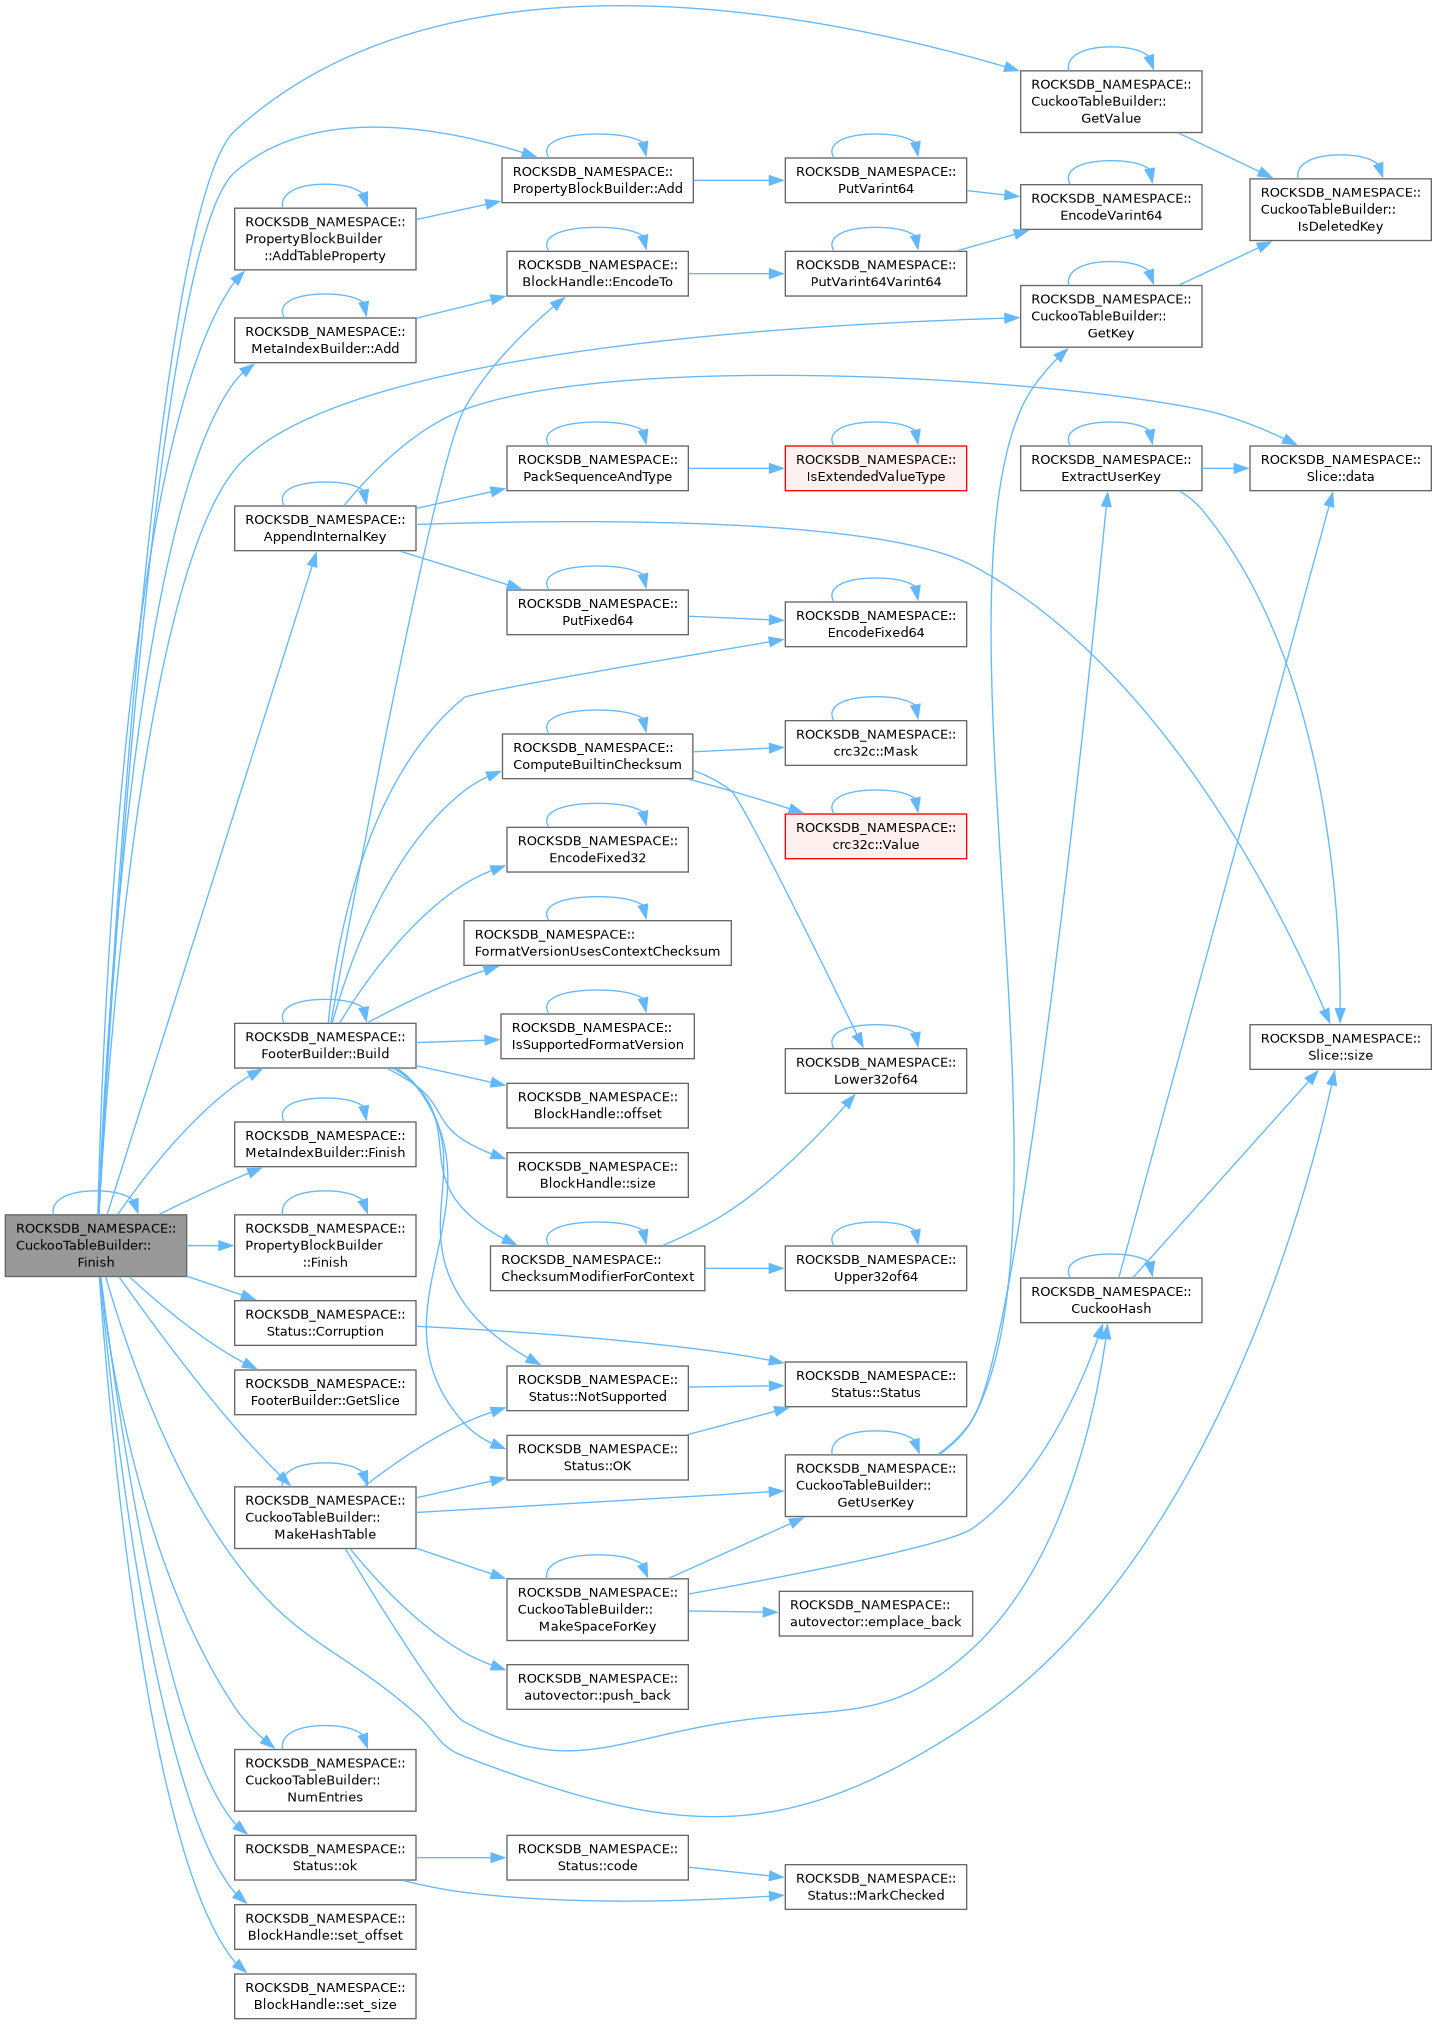 ROCKSDB_NAMESPACE::
CuckooTableBuilder::
GetValue
ROCKSDB_NAMESPACE::
PropertyBlockBuilder::Add
ROCKSDB_NAMESPACE::
PutVarint64
ROCKSDB_NAMESPACE::
EncodeVarint64
ROCKSDB_NAMESPACE::
CuckooTableBuilder::
IsDeletedKey
ROCKSDB_NAMESPACE::
PropertyBlockBuilder
::AddTableProperty
ROCKSDB_NAMESPACE::
BlockHandle::EncodeTo
ROCKSDB_NAMESPACE::
PutVarint64Varint64
ROCKSDB_NAMESPACE::
CuckooTableBuilder::
GetKey
ROCKSDB_NAMESPACE::
MetaIndexBuilder::Add
ROCKSDB_NAMESPACE::
PackSequenceAndType
ROCKSDB_NAMESPACE::
IsExtendedValueType
ROCKSDB_NAMESPACE::
ExtractUserKey
ROCKSDB_NAMESPACE::
Slice::data
ROCKSDB_NAMESPACE::
AppendInternalKey
ROCKSDB_NAMESPACE::
PutFixed64
ROCKSDB_NAMESPACE::
EncodeFixed64
ROCKSDB_NAMESPACE::
ComputeBuiltinChecksum
ROCKSDB_NAMESPACE::
crc32c::Mask
ROCKSDB_NAMESPACE::
EncodeFixed32
ROCKSDB_NAMESPACE::
crc32c::Value
ROCKSDB_NAMESPACE::
FormatVersionUsesContextChecksum
ROCKSDB_NAMESPACE::
FooterBuilder::Build
ROCKSDB_NAMESPACE::
IsSupportedFormatVersion
ROCKSDB_NAMESPACE::
Lower32of64
ROCKSDB_NAMESPACE::
Slice::size
ROCKSDB_NAMESPACE::
BlockHandle::offset
ROCKSDB_NAMESPACE::
MetaIndexBuilder::Finish
ROCKSDB_NAMESPACE::
BlockHandle::size
ROCKSDB_NAMESPACE::
CuckooTableBuilder::
Finish
ROCKSDB_NAMESPACE::
PropertyBlockBuilder
::Finish
ROCKSDB_NAMESPACE::
ChecksumModifierForContext
ROCKSDB_NAMESPACE::
Upper32of64
ROCKSDB_NAMESPACE::
CuckooHash
ROCKSDB_NAMESPACE::
Status::Corruption
ROCKSDB_NAMESPACE::
FooterBuilder::GetSlice
ROCKSDB_NAMESPACE::
Status::NotSupported
ROCKSDB_NAMESPACE::
Status::Status
ROCKSDB_NAMESPACE::
Status::OK
ROCKSDB_NAMESPACE::
CuckooTableBuilder::
GetUserKey
ROCKSDB_NAMESPACE::
CuckooTableBuilder::
MakeHashTable
ROCKSDB_NAMESPACE::
CuckooTableBuilder::
MakeSpaceForKey
ROCKSDB_NAMESPACE::
autovector::emplace_back
ROCKSDB_NAMESPACE::
autovector::push_back
ROCKSDB_NAMESPACE::
CuckooTableBuilder::
NumEntries
ROCKSDB_NAMESPACE::
Status::ok
ROCKSDB_NAMESPACE::
Status::code
ROCKSDB_NAMESPACE::
Status::MarkChecked
ROCKSDB_NAMESPACE::
BlockHandle::set_offset
ROCKSDB_NAMESPACE::
BlockHandle::set_size